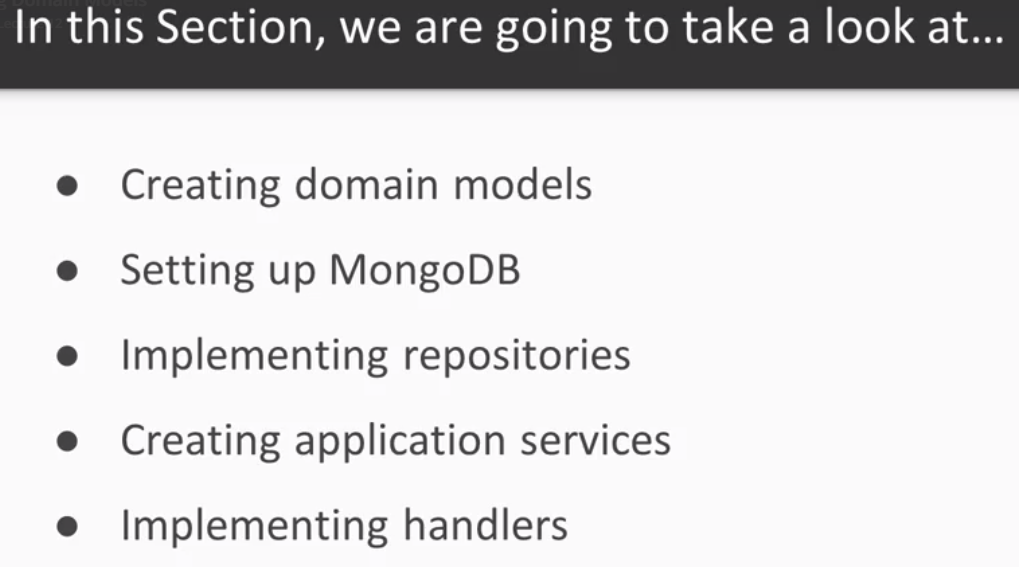 In this Section, we are going to take a look at...
● Creating domain models
● Setting up MongoDB
● Implementing repositories
● Creating application services
● Implementing handlers